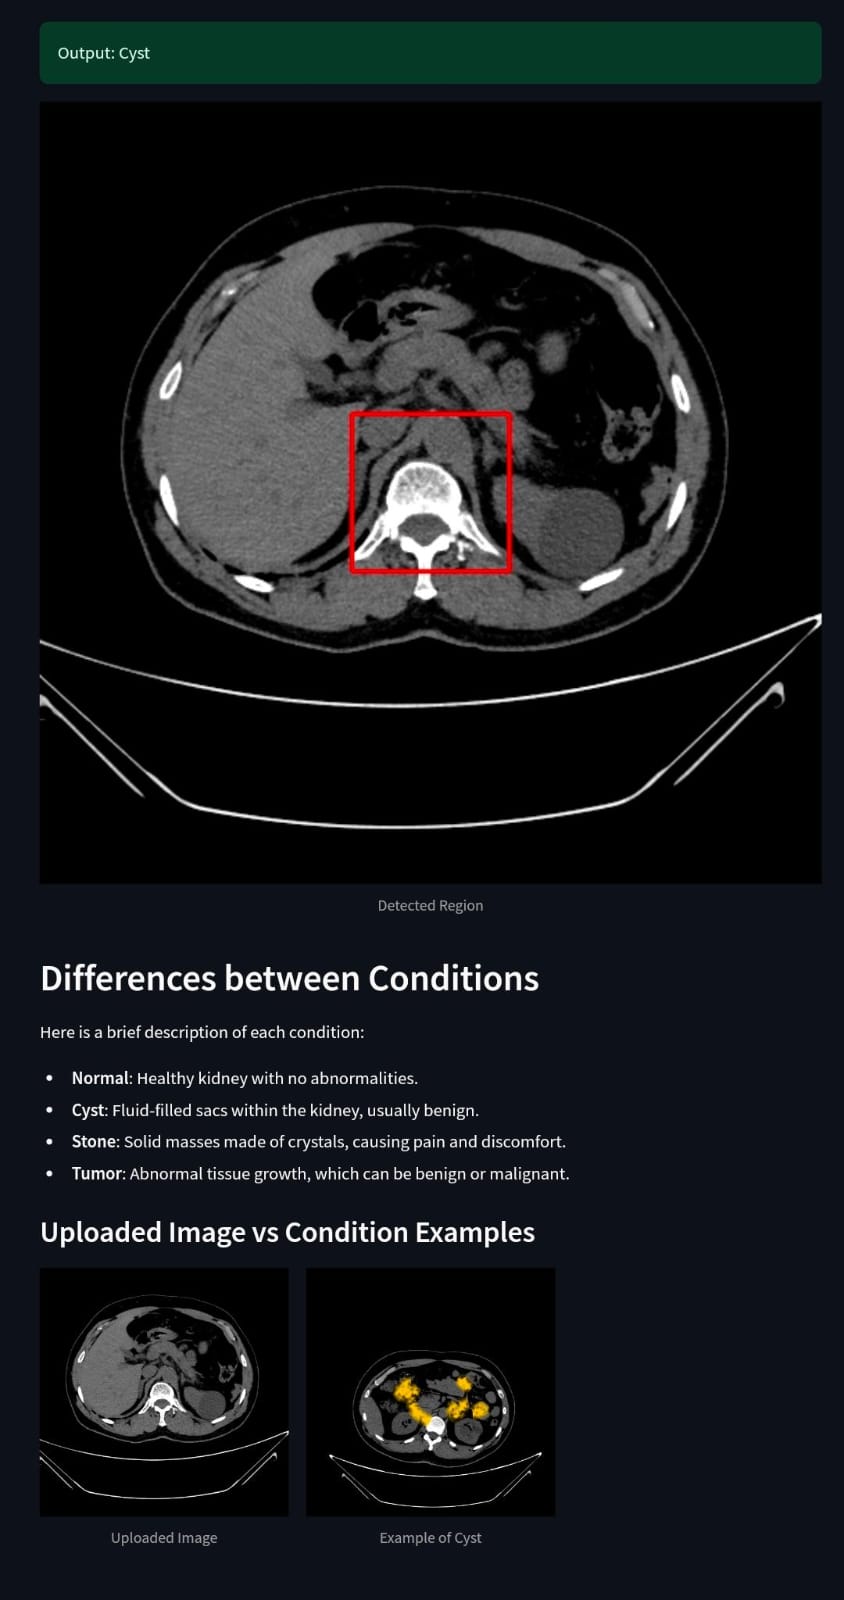 Output: Cyst
Detected Region
Differences between Conditions
Here is a brief description of each condition:
• Normal: Healthy kidney with no abnormalities.
• Cyst: Fluid-filled sacs within the kidney, usually benign.
• Stone: Solid masses made of crystals, causing pain and discomfort.
• Tumor: Abnormal tissue growth, which can be benign or malignant.
Uploaded Image vs Condition Examples
Uploaded Image
Example of Cyst